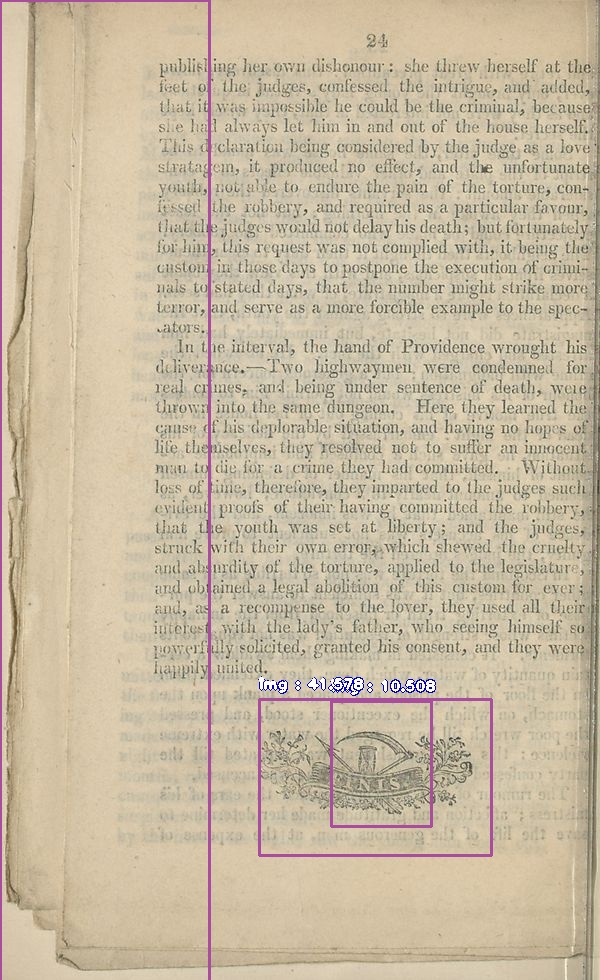 24
publishing her own dishonour: she threw herself at the
feet of the judges, confessed the intrigue, and added,
that it was impossible he could be the criminal, because
she had always let him in and out of the house herself.
This declaration being considered by the judge as a love
stratagem, it produced no effect, and the unfortunate
youth, not able to endure the pain of the torture, con-
fessed the robbery, and required as a particular favour,
that the judges would not delay his death; but fortunately
for him, this request was not complied with, it being the
custom in those days to postpone the execution of crimi-
nals to stated days, that the number might strike more
terror, and serve as a more forcible example to the spec-
tators.
In the interval, the hand of Providence wrought his
deliverance.—Two highwaymen were condemned for
real crimes, and being under sentence of death, were
thrown into the same dungeon. Here they learned the
cause of his deplorable situation, and having no hopes of
life themselves, they resolved not to suffer an innocent
man to die for a crime they had committed. Without
loss of time, therefore, they imparted to the judges such
evident proofs of their having committed the robbery,
that the youth was set at liberty; and the judges,
struck with their own error, which shewed the cruelty
and absurdity of the torture, applied to the legislature,
and obtained a legal abolition of this custom for ever;
and, as a recompense to the lover, they used all their
interest with the lady's father, who seeing himself so
powerfully solicited, granted his consent, and they were
happily united.
img : 41.578 : 10.508
FINIS